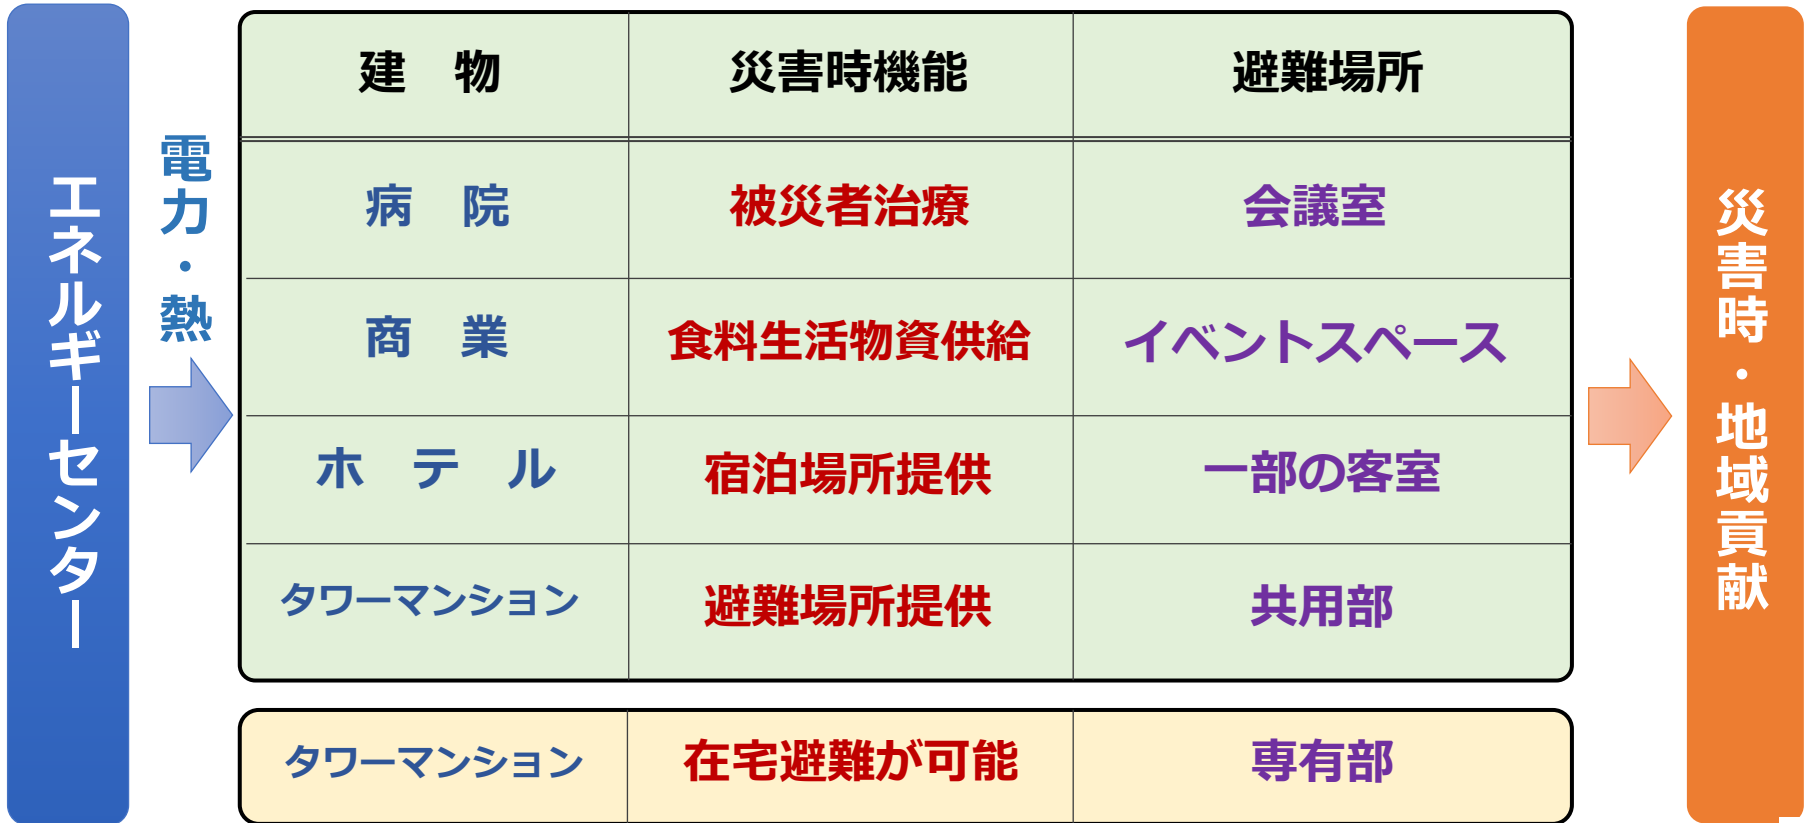 エネルギーセンター
電力・熱
建　物 災害時機能 避難場所
病　院 被災者治療 会議室
商　業 食料生活物資供給 イベントスペース
ホ　テ　ル 宿泊場所提供 一部の客室
タワーマンション 避難場所提供 共用部
タワーマンション 在宅避難が可能 専有部
災害時・地域貢献